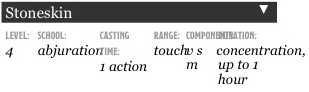 Stoneskin ▼
LEVEL: SCHOOL: CASTING TIME: RANGE: COMPONENTS: DURATION:
4 abjuration 1 action touch v s m concentration, up to 1 hour